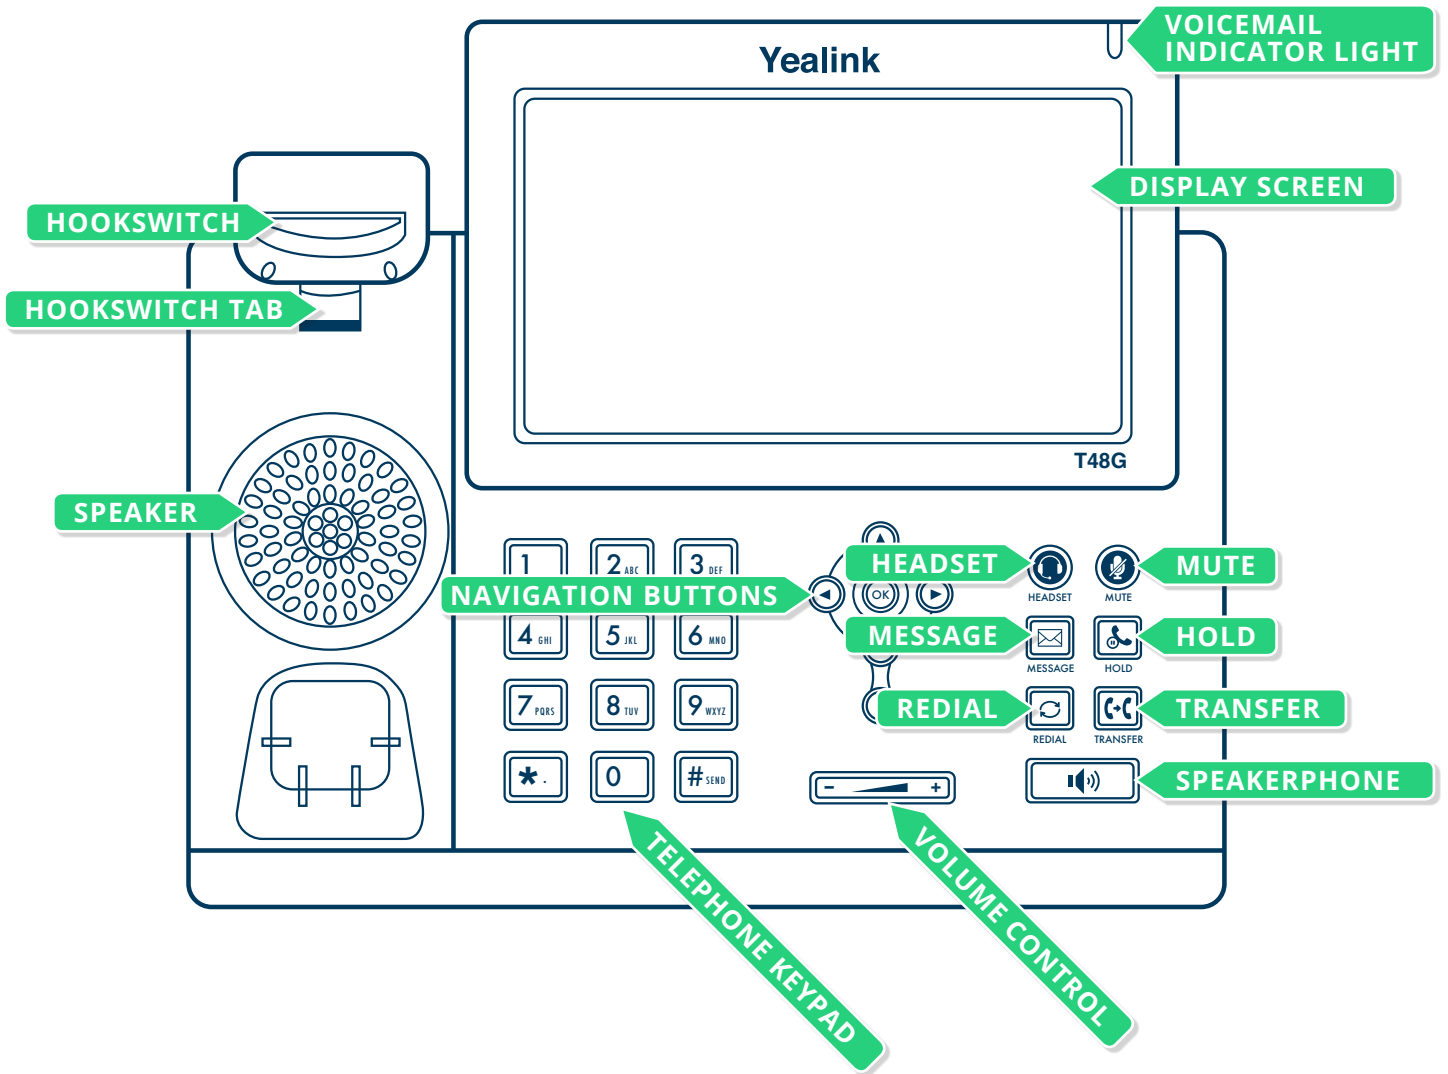 VOICEMAIL
INDICATOR LIGHT
Yealink
DISPLAY SCREEN
HOOKSWITCH
HOOKSWITCH TAB
T48G
SPEAKER
1
2 ABC
3 DEF
HEADSET
MUTE
NAVIGATION BUTTONS
OK
HEADSET
MUTE
4 GHI
5 JKL
6 MNO
MESSAGE
HOLD
MESSAGE
HOLD
7 PQRS
8 TUV
9 WXYZ
REDIAL
TRANSFER
REDIAL
TRANSFER
* .
0
# SEND
- +
SPEAKERPHONE
TELEPHONE KEYPAD
VOLUME CONTROL